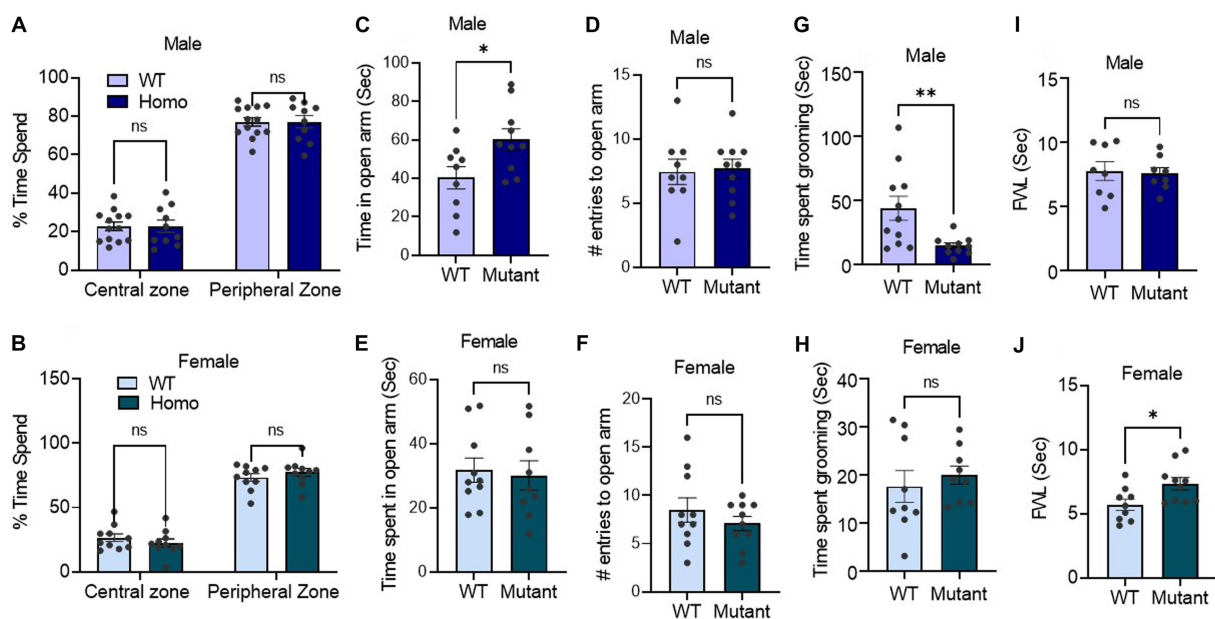 A
Male
WT
Homo
% Time Spend
100
80
60
40
20
0
ns
ns
Central zone
Peripheral Zone
C
Male
Time in open arm (Sec)
100
80
60
40
20
0
*
WT
Mutant
D
Male
# entries to open arm
15
10
5
0
ns
WT
Mutant
G
Male
Time spent grooming (Sec)
150
100
50
0
**
WT
Mutant
I
Male
FWL (Sec)
15
10
5
0
ns
WT
Mutant
B
Female
WT
Homo
% Time Spend
150
100
50
0
ns
ns
Central zone
Peripheral Zone
E
Female
Time spent in open arm (Sec)
60
40
20
0
ns
WT
Mutant
F
Female
# entries to open arm
20
15
10
5
0
ns
WT
Mutant
H
Female
Time spent grooming (Sec)
40
30
20
10
0
ns
WT
Mutant
J
Female
FWL (Sec)
15
10
5
0
*
WT
Mutant